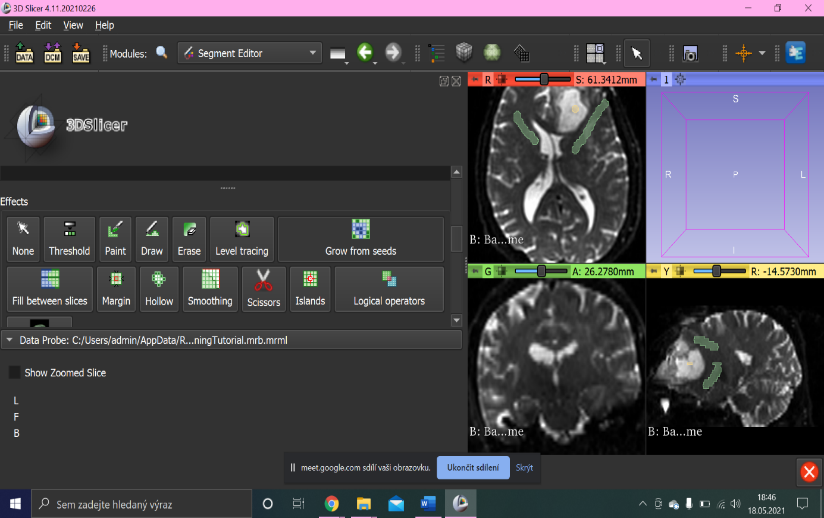 3D Slicer 4.11.20210226
File Edit View Help
DATA DCM SAVE Modules: Segment Editor
R S: 61.3412mm
1
3DSlicer
S
R P L
I
B: Ba...me
Effects
None Threshold Paint Draw Erase Level tracing Grow from seeds
Fill between slices Margin Hollow Smoothing Scissors Islands Logical operators
G A: 26.2780mm
Y R: -14.5730mm
Data Probe: C:/Users/admin/AppData/R...ningTutorial.mrb.mrml
Show Zoomed Slice
L
F
B
B: Ba...me
B: Ba...me
meet.google.com sdílí vaši obrazovku. Ukončit sdílení Skrýt
Sem zadejte hledaný výraz
18:46
18.05.2021